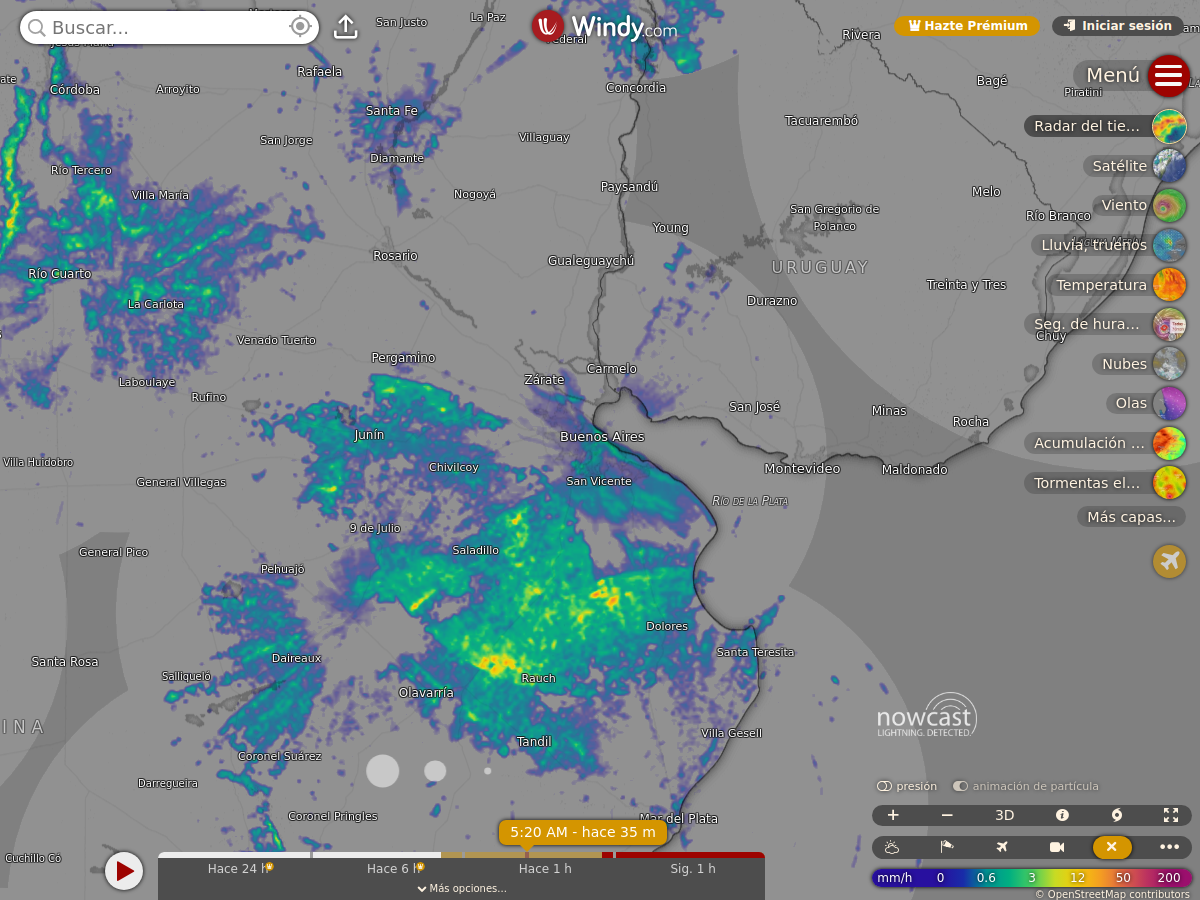 Buscar...
Windy.com
Hazte Prémium
Iniciar sesión
San Justo
La Paz
Federal
Rivera
Menú
Rafaela
Córdoba
Arroyito
Concordia
Bagé
Piratini
Santa Fe
Tacuarembó
Radar del tie...
San Jorge
Villaguay
Diamante
Río Tercero
Satélite
Villa María
Nogoyá
Paysandú
Melo
Viento
San Gregorio de
Polanco
Río Branco
Young
Lluvia, truenos
Rosario
Gualeguaychú
URUGUAY
Río Cuarto
Treinta y Tres
Temperatura
La Carlota
Durazno
Seg. de hura...
Chuy
Venado Tuerto
Pergamino
Nubes
Carmelo
Zárate
Laboulaye
Rufino
Olas
San José
Minas
Rocha
Junín
Buenos Aires
Acumulación ...
Villa Huidobro
Chivilcoy
Montevideo
Maldonado
General Villegas
San Vicente
Tormentas el...
Río de la Plata
Más capas...
9 de Julio
General Pico
Saladillo
Pehuajó
Dolores
Santa Rosa
Daireaux
Santa Teresita
Salliqueló
Rauch
Olavarría
INA
nowcast
LIGHTNING. DETECTED.
Villa Gesell
Tandil
Coronel Suárez
Darregueira
presión
animación de partícula
Coronel Pringles
Mar del Plata
3D
5:20 AM - hace 35 m
Cuchillo Có
Hace 24 h
Hace 6 h
Hace 1 h
Sig. 1 h
Más opciones...
mm/h 0 0.6 3 12 50 200
© OpenStreetMap contributors